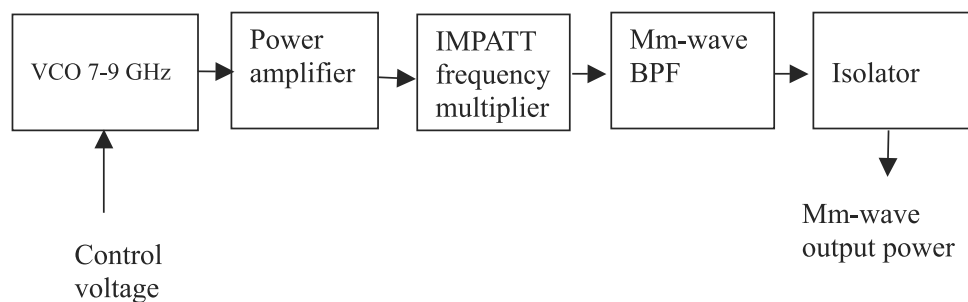 VCO 7-9 GHz
Power
amplifier
IMPATT
frequency
multiplier
Mm-wave
BPF
Isolator
Control
voltage
Mm-wave
output power